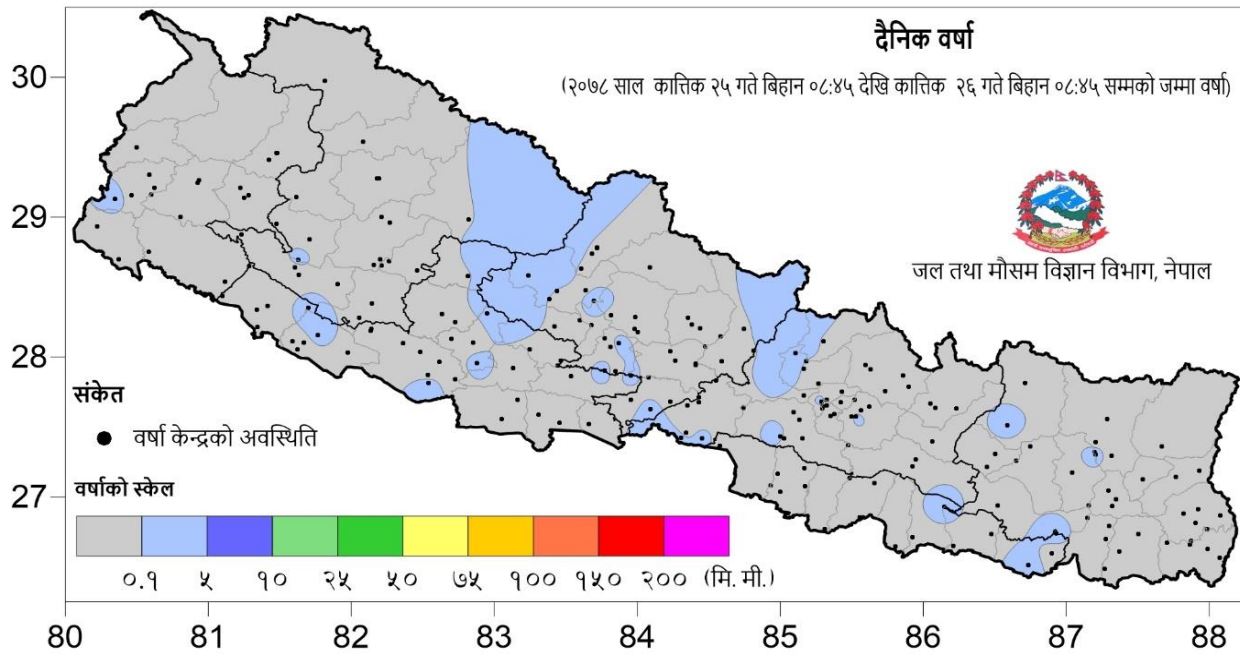 दैनिक वर्षा
(२०७८ साल कात्तिक २५ गते बिहान ०८:४५ देखि कात्तिक २६ गते बिहान ०८:४५ सम्मको जम्मा वर्षा)
जल तथा मौसम विज्ञान विभाग, नेपाल
30
29
28
27
संकेत
वर्षा केन्द्रको अवस्थिति
वर्षाको स्केल
०.१ ५ १० २५ ५० ७५ १०० १५० २०० (मि. मी.)
80 81 82 83 84 85 86 87 88